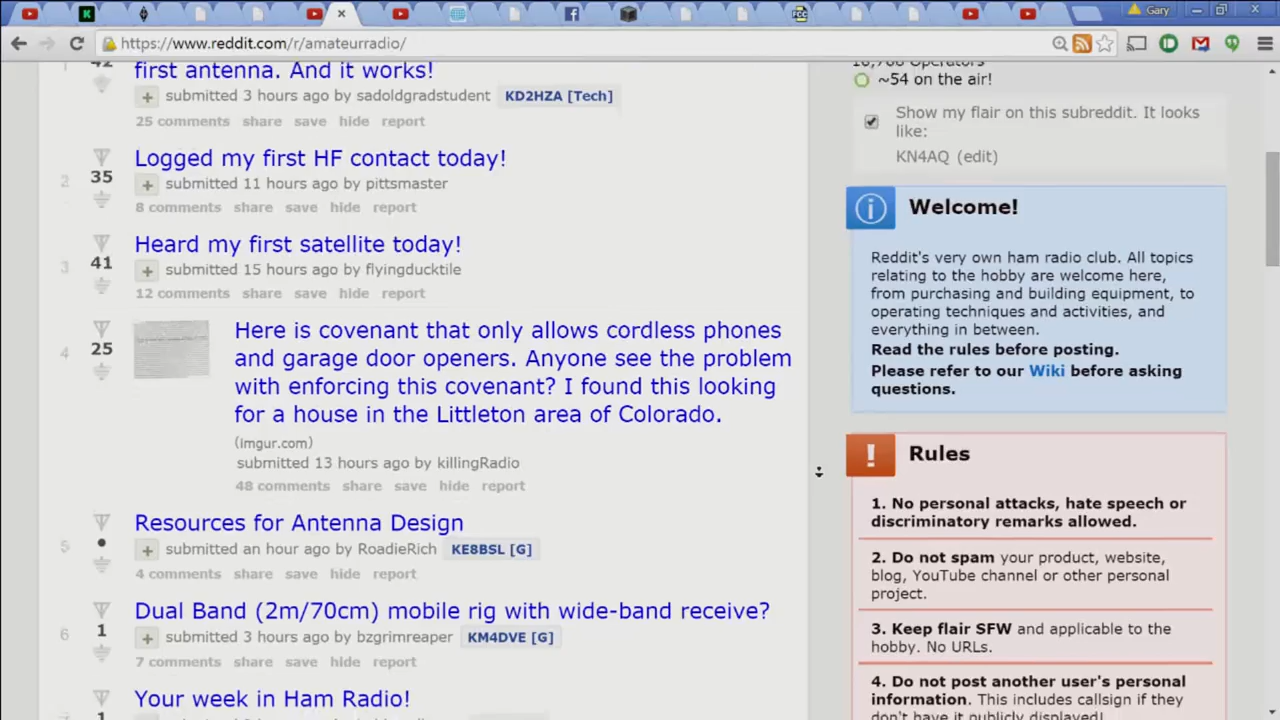 Gary
https://www.reddit.com/r/amateurradio/
first antenna. And it works!
submitted 3 hours ago by sadoldgradstudent KD2HZA [Tech]
25 comments share save hide report
2 35 Logged my first HF contact today!
submitted 11 hours ago by pittsmaster
8 comments share save hide report
3 41 Heard my first satellite today!
submitted 15 hours ago by flyingducktile
12 comments share save hide report
4 25 Here is covenant that only allows cordless phones
and garage door openers. Anyone see the problem
with enforcing this covenant? I found this looking
for a house in the Littleton area of Colorado.
(imgur.com)
submitted 13 hours ago by killingRadio
48 comments share save hide report
5 • Resources for Antenna Design
submitted an hour ago by RoadieRich KE8BSL [G]
4 comments share save hide report
6 1 Dual Band (2m/70cm) mobile rig with wide-band receive?
submitted 3 hours ago by bzgrimreaper KM4DVE [G]
7 comments share save hide report
Your week in Ham Radio!
~54 on the air!
Show my flair on this subreddit. It looks
like:
KN4AQ (edit)
Welcome!
Reddit's very own ham radio club. All topics
relating to the hobby are welcome here,
from purchasing and building equipment, to
operating techniques and activities, and
everything in between.
Read the rules before posting.
Please refer to our Wiki before asking
questions.
Rules
1. No personal attacks, hate speech or
discriminatory remarks allowed.
2. Do not spam your product, website,
blog, YouTube channel or other personal
project.
3. Keep flair SFW and applicable to the
hobby. No URLs.
4. Do not post another user's personal
information. This includes callsign if they
don't have it publicly displayed!